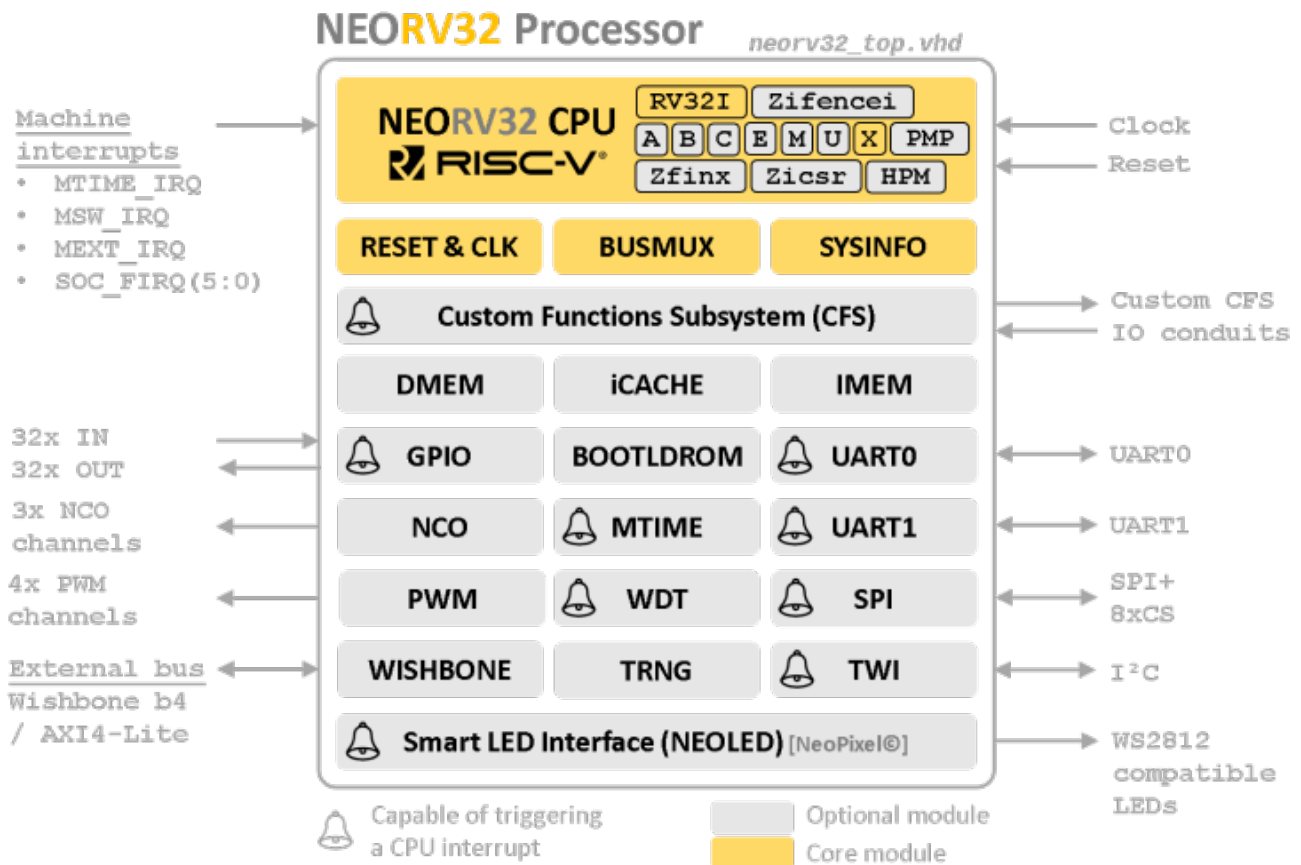 NEORV32 Processor
neorv32_top.vhd
Machine
interrupts
• MTIME_IRQ
• MSW_IRQ
• MEXT_IRQ
• SOC_FIRQ(5:0)
NEORV32 CPU
RISC-V®
RV32I Zifencei
A B C E M U X PMP
Zfinx Zicsr HPM
Clock
Reset
RESET & CLK BUSMUX SYSINFO
Custom Functions Subsystem (CFS)
Custom CFS
IO conduits
DMEM iCACHE IMEM
32x IN
32x OUT
GPIO BOOTLDROM UART0
UART0
3x NCO
channels
NCO MTIME UART1
UART1
4x PWM
channels
PWM WDT SPI
SPI+
8xCS
External bus
Wishbone b4
/ AXI4-Lite
WISHBONE TRNG TWI
I²C
Smart LED Interface (NEOLED) [NeoPixel©]
WS2812
compatible
LEDs
Capable of triggering
a CPU interrupt
Optional module
Core module